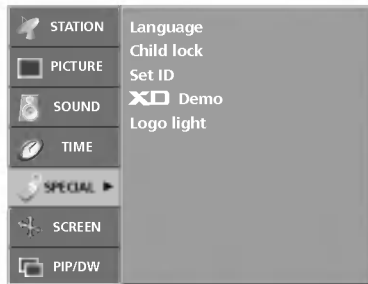 STATION
PICTURE
SOUND
TIME
SPECIAL ►
SCREEN
PIP/DW
Language
Child lock
Set ID
XD Demo
Logo light